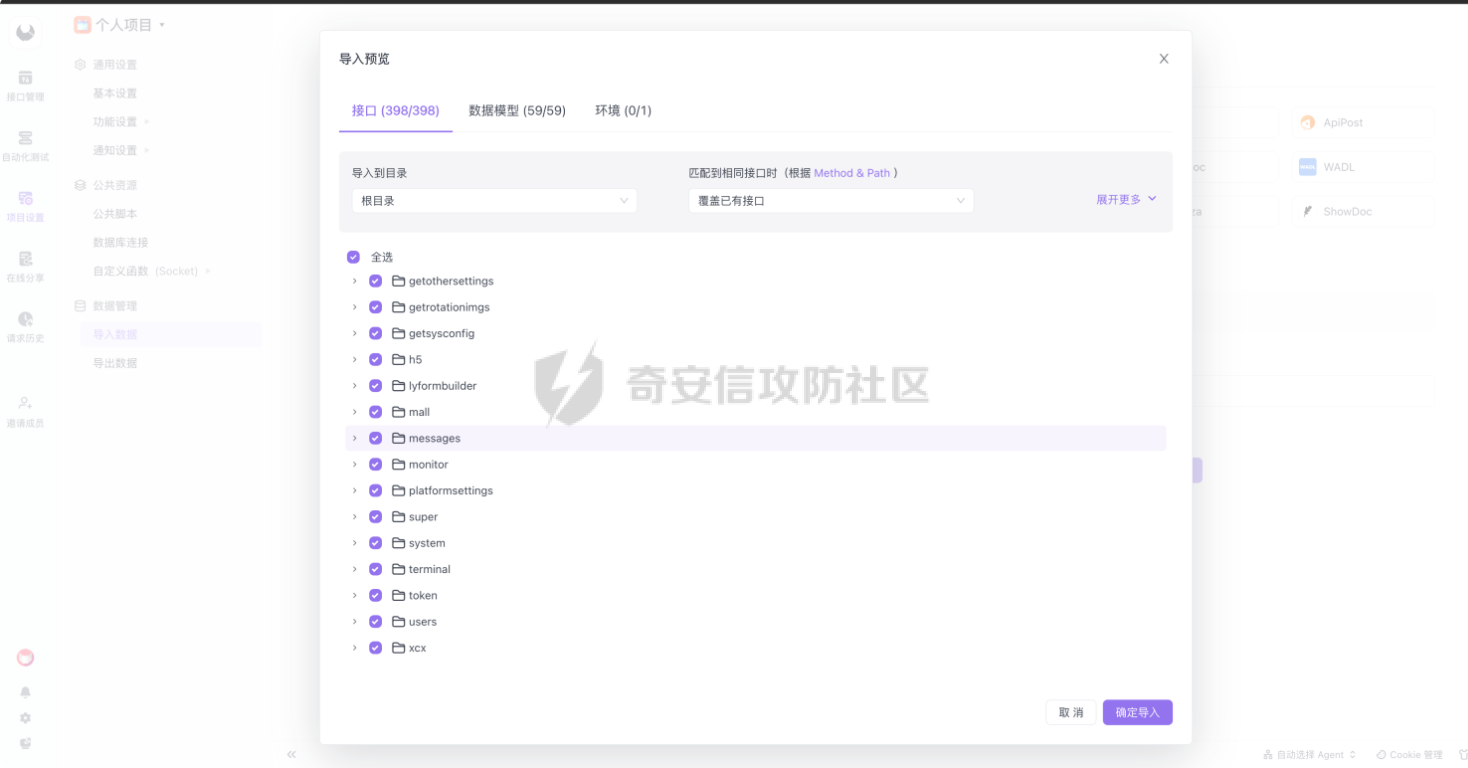 个人项目
通用设置
基本设置
功能设置
通知设置
公共资源
公共脚本
数据库连接
自定义函数 (Socket)
数据管理
导入数据
导出数据
接口管理
自动化测试
项目设置
在线分享
请求历史
邀请成员
导入预览
接口 (398/398) 数据模型 (59/59) 环境 (0/1)
导入到目录 匹配到相同接口时（根据 Method & Path ）
根目录 覆盖已有接口 展开更多
全选
getothersettings
getrotationimgs
getsysconfig
h5
lyformbuilder
mall
messages
monitor
platformsettings
super
system
terminal
token
users
xcx
奇安信攻防社区
取 消 确定导入
ApiPost
oc WADL WADL
za ShowDoc
自动选择 Agent Cookie 管理